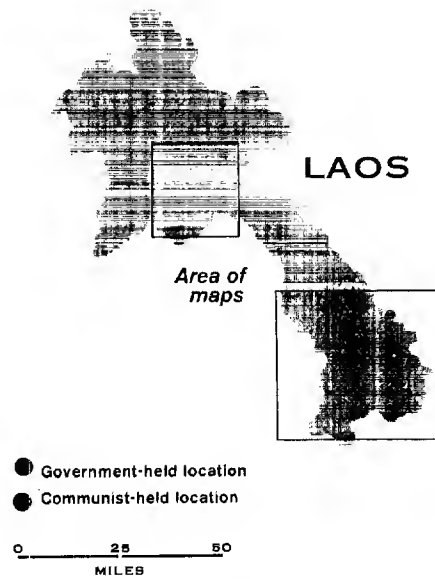 LAOS
Area of
maps
Government-held location
Communist-held location
0 25 50
MILES